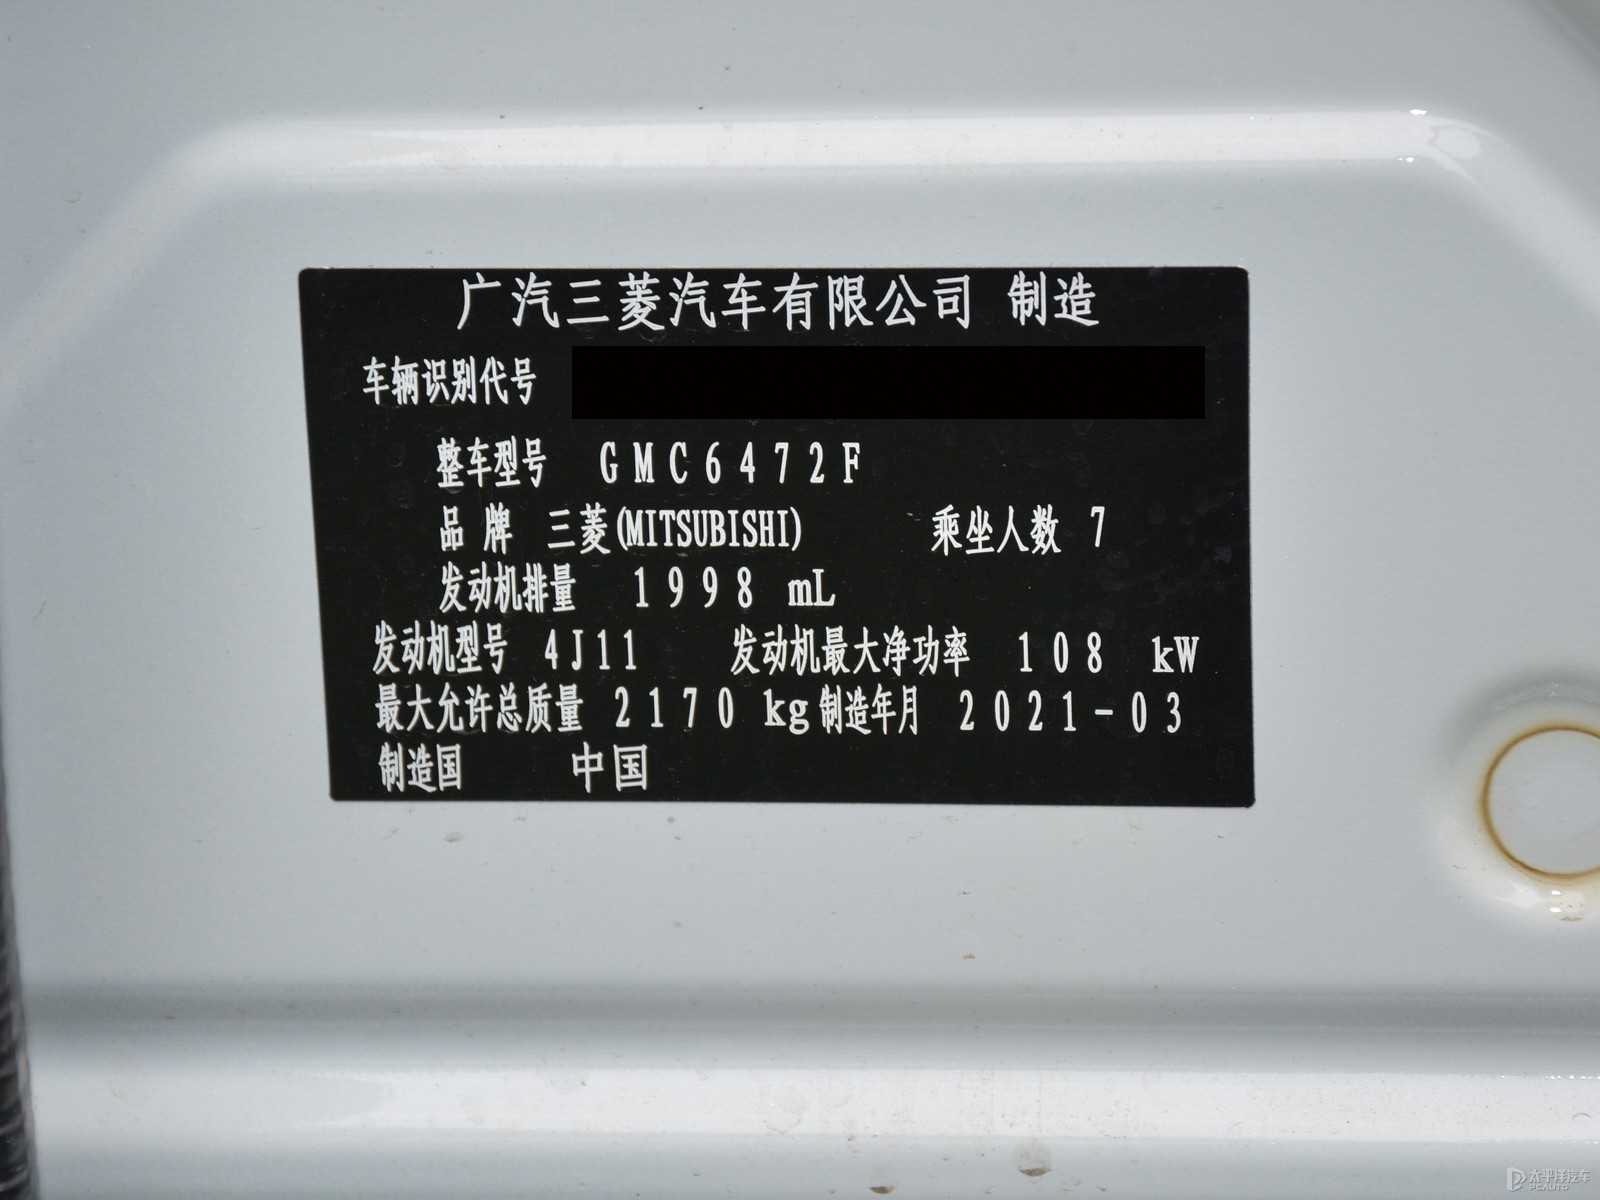 广汽三菱汽车有限公司 制造
车辆识别代号
整车型号 GMC6472F
品牌 三菱(MITSUBISHI) 乘坐人数 7
发动机排量 1998 mL
发动机型号 4J11 发动机最大净功率 108 kW
最大允许总质量 2170 kg 制造年月 2021-03
制造国 中国
太平洋汽车
PCAUTO